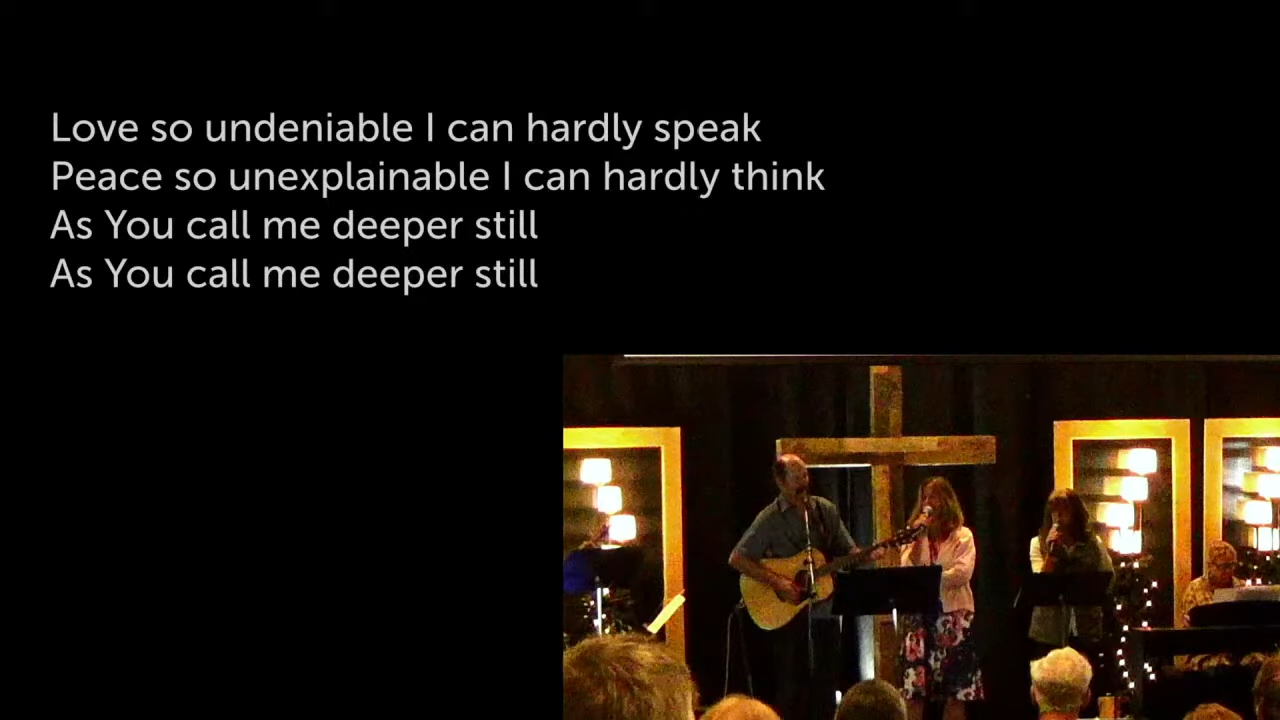 Love so undeniable I can hardly speak
Peace so unexplainable I can hardly think
As You call me deeper still
As You call me deeper still